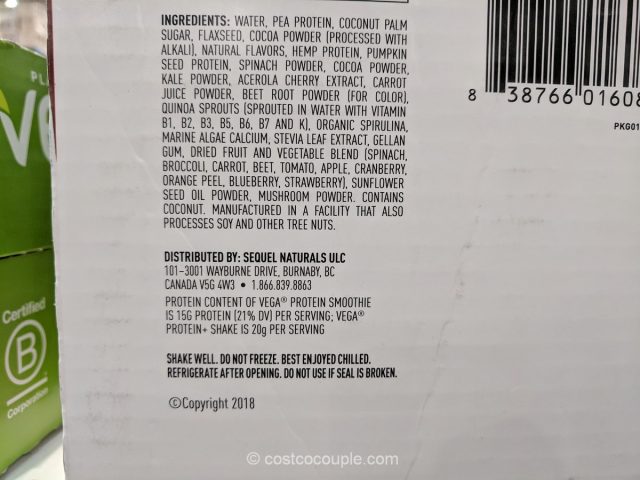 INGREDIENTS: WATER, PEA PROTEIN, COCONUT PALM
SUGAR, FLAXSEED, COCOA POWDER (PROCESSED WITH
ALKALI), NATURAL FLAVORS, HEMP PROTEIN, PUMPKIN
SEED PROTEIN, SPINACH POWDER, COCOA POWDER,
KALE POWDER, ACEROLA CHERRY EXTRACT, CARROT
JUICE POWDER, BEET ROOT POWDER (FOR COLOR),
QUINOA SPROUTS (SPROUTED IN WATER WITH VITAMIN
B1, B2, B3, B5, B6, B7 AND K), ORGANIC SPIRULINA,
MARINE ALGAE CALCIUM, STEVIA LEAF EXTRACT, GELLAN
GUM, DRIED FRUIT AND VEGETABLE BLEND (SPINACH,
BROCCOLI, CARROT, BEET, TOMATO, APPLE, CRANBERRY,
ORANGE PEEL, BLUEBERRY, STRAWBERRY), SUNFLOWER
SEED OIL POWDER, MUSHROOM POWDER. CONTAINS
COCONUT. MANUFACTURED IN A FACILITY THAT ALSO
PROCESSES SOY AND OTHER TREE NUTS.
DISTRIBUTED BY: SEQUEL NATURALS ULC
101-3001 WAYBURNE DRIVE, BURNABY, BC
CANADA V5G 4W3 • 1.866.839.8863
PROTEIN CONTENT OF VEGA® PROTEIN SMOOTHIE
IS 15G PROTEIN (21% DV) PER SERVING; VEGA®
PROTEIN+ SHAKE IS 20g PER SERVING
SHAKE WELL. DO NOT FREEZE. BEST ENJOYED CHILLED.
REFRIGERATE AFTER OPENING. DO NOT USE IF SEAL IS BROKEN.
©Copyright 2018
8 38766 0160
PKG01
Certified
B
Corporation
© costcocouple.com